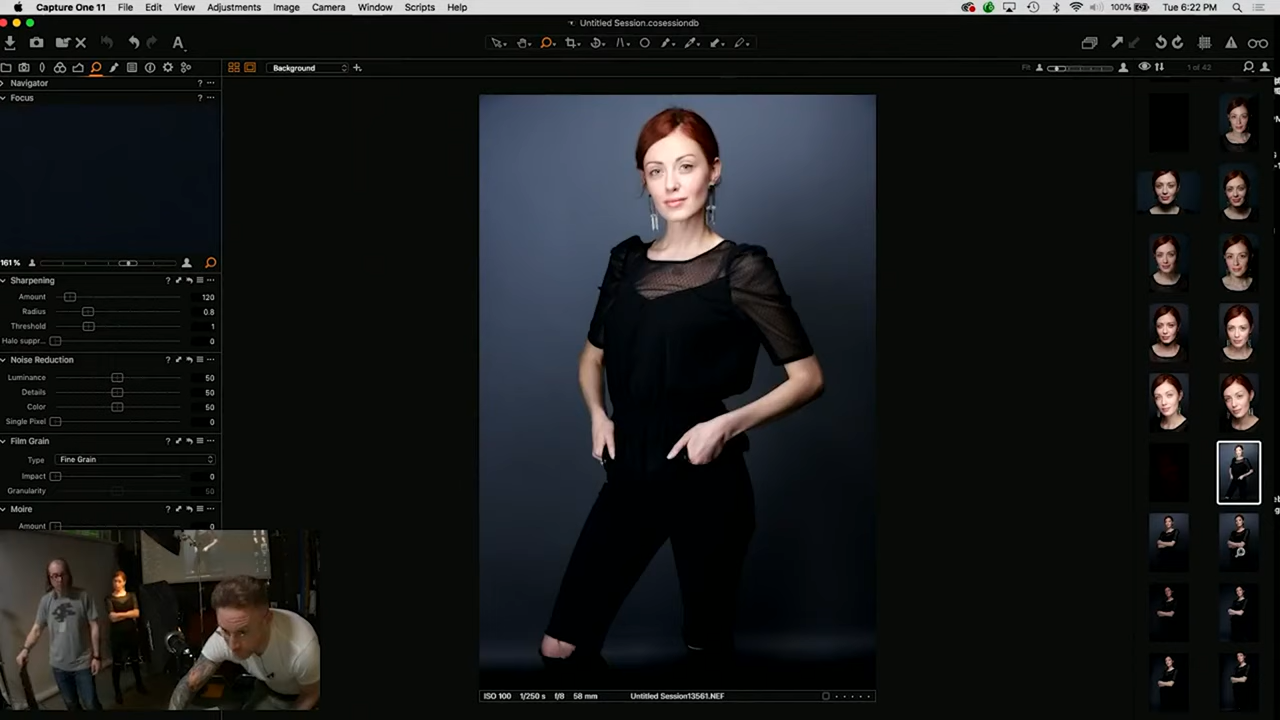 Capture One 11 File Edit View Adjustments Image Camera Window Scripts Help 100% Tue 6:22 PM
Untitled Session.cosessiondb
Background Fit 1 of 42
Navigator ?
Focus ?
161 %
Sharpening ?
Amount 120
Radius 0.8
Threshold 1
Halo suppr... 0
Noise Reduction ?
Luminance 50
Details 50
Color 50
Single Pixel 0
Film Grain ?
Type Fine Grain
Impact 0
Granularity 50
Moire ?
Amount 0
ISO 100 1/250 s f/8 58 mm Untitled Session13561.NEF